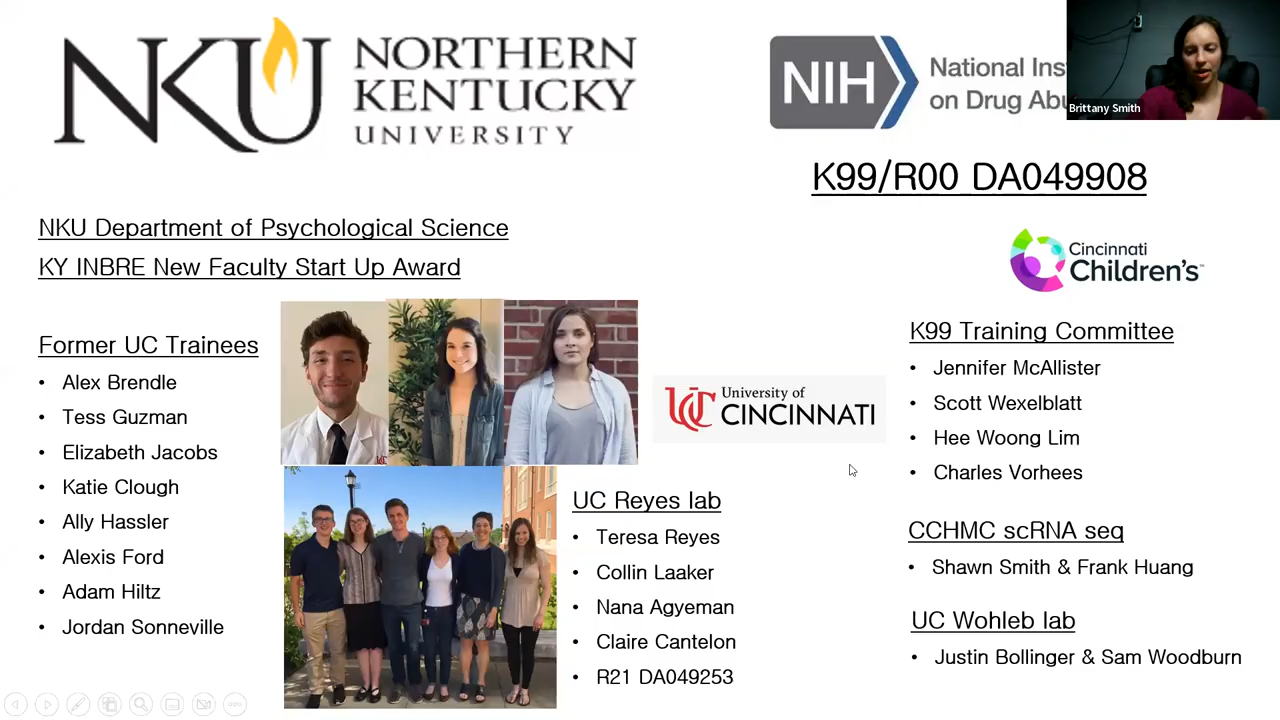 NKU NORTHERN
KENTUCKY
UNIVERSITY
NIH National Ins
on Drug Abu
Brittany Smith
K99/R00 DA049908
NKU Department of Psychological Science
KY INBRE New Faculty Start Up Award
Cincinnati
Children's™
Former UC Trainees
• Alex Brendle
• Tess Guzman
• Elizabeth Jacobs
• Katie Clough
• Ally Hassler
• Alexis Ford
• Adam Hiltz
• Jordan Sonneville
UC University of
CINCINNATI
UC Reyes lab
• Teresa Reyes
• Collin Laaker
• Nana Agyeman
• Claire Cantelon
• R21 DA049253
K99 Training Committee
• Jennifer McAllister
• Scott Wexelblatt
• Hee Woong Lim
• Charles Vorhees
CCHMC scRNA seq
• Shawn Smith & Frank Huang
UC Wohleb lab
• Justin Bollinger & Sam Woodburn